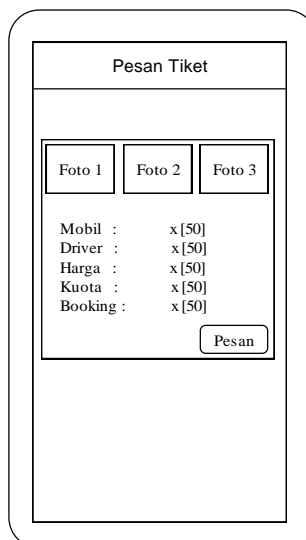 Pesan Tiket
Foto 1 Foto 2 Foto 3
Mobil : x[50]
Driver : x[50]
Harga : x[50]
Kuota : x[50]
Booking : x[50]
Pesan